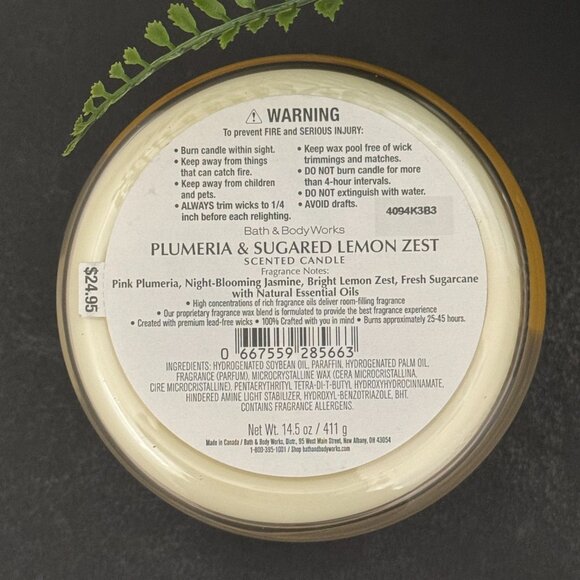 ⚠ WARNING
To prevent FIRE and SERIOUS INJURY:
• Burn candle within sight.
• Keep away from things
that can catch fire.
• Keep away from children
and pets.
• ALWAYS trim wicks to 1/4
inch before each relighting.
• Keep wax pool free of wick
trimmings and matches.
• DO NOT burn candle for more
than 4-hour intervals.
• DO NOT extinguish with water.
• AVOID drafts.
4094K3B3
Bath & Body Works
PLUMERIA & SUGARED LEMON ZEST
SCENTED CANDLE
Fragrance Notes:
Pink Plumeria, Night-Blooming Jasmine, Bright Lemon Zest, Fresh Sugarcane
with Natural Essential Oils
• High concentrations of rich fragrance oils deliver room-filling fragrance
• Our proprietary fragrance wax blend is formulated to provide the best fragrance experience
• Created with premium lead-free wicks • 100% Crafted with you in mind • Burns approximately 25-45 hours.
0 667559 285663
$24.95
INGREDIENTS: HYDROGENATED SOYBEAN OIL, PARAFFIN, HYDROGENATED PALM OIL,
FRAGRANCE (PARFUM), MICROCRYSTALLINE WAX (CERA MICROCRISTALLINA,
CIRE MICROCRISTALLINE), PENTAERYTHRITYL TETRA-DI-T-BUTYL HYDROXYHYDROCINNAMATE,
HINDERED AMINE LIGHT STABILIZER, HYDROXYL-BENZOTRIAZOLE, BHT.
CONTAINS FRAGRANCE ALLERGENS.
Net Wt. 14.5 oz / 411 g
Made in Canada / Bath & Body Works, Distr., 95 West Main Street, New Albany, OH 43054
1-800-395-1001 / Shop bathandbodyworks.com